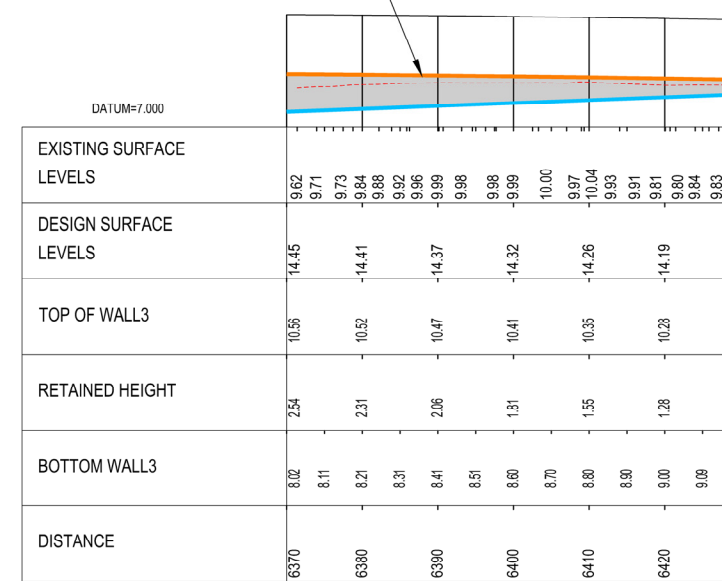 DATUM=7.000
EXISTING SURFACE
LEVELS
9.62 9.71 9.73 9.84 9.88 9.92 9.96 9.99 9.98 9.98 9.99 10.00 9.97 10.04 9.93 9.91 9.81 9.80 9.84 9.83
DESIGN SURFACE
LEVELS
14.45 14.41 14.37 14.32 14.26 14.19
TOP OF WALL3
10.56 10.52 10.47 10.41 10.35 10.28
RETAINED HEIGHT
2.54 2.31 2.06 1.81 1.55 1.28
BOTTOM WALL3
8.02 8.11 8.21 8.31 8.41 8.51 8.60 8.70 8.80 8.90 9.00 9.09
DISTANCE
6370 6380 6390 6400 6410 6420